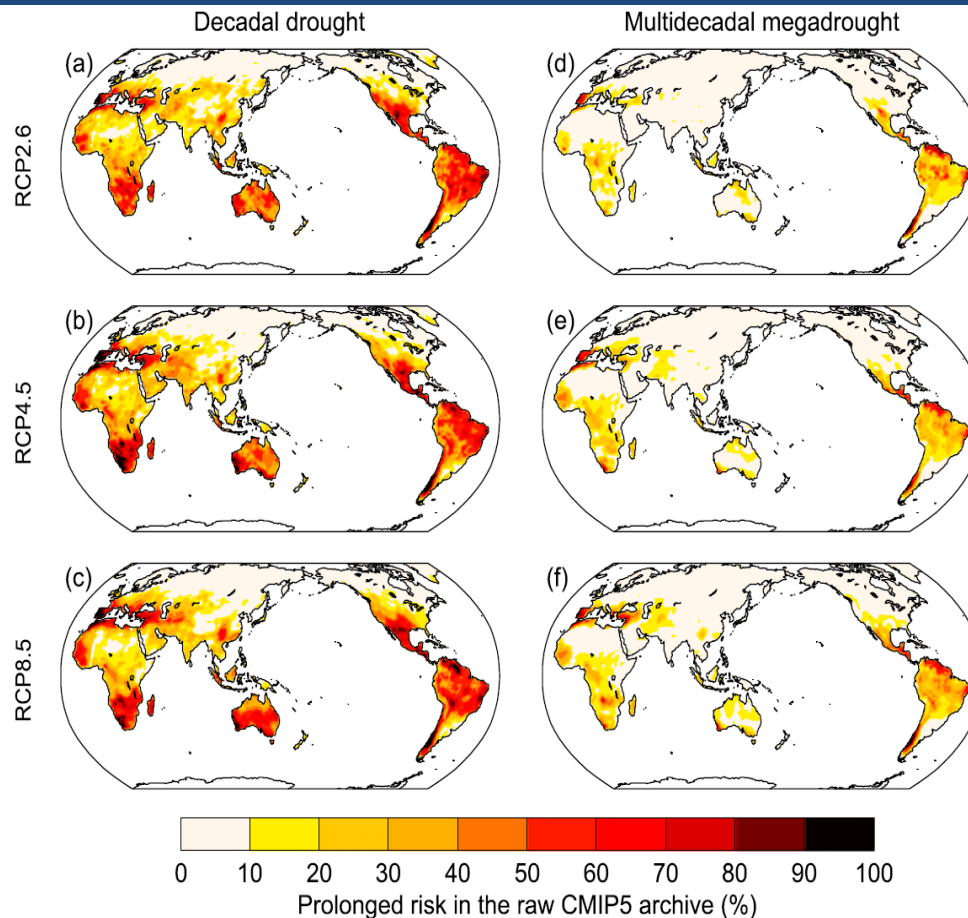 Decadal drought
Multidecadal megadrought
(a)
(d)
RCP2.6
(b)
(e)
RCP4.5
(c)
(f)
RCP8.5
0 10 20 30 40 50 60 70 80 90 100
Prolonged risk in the raw CMIP5 archive (%)